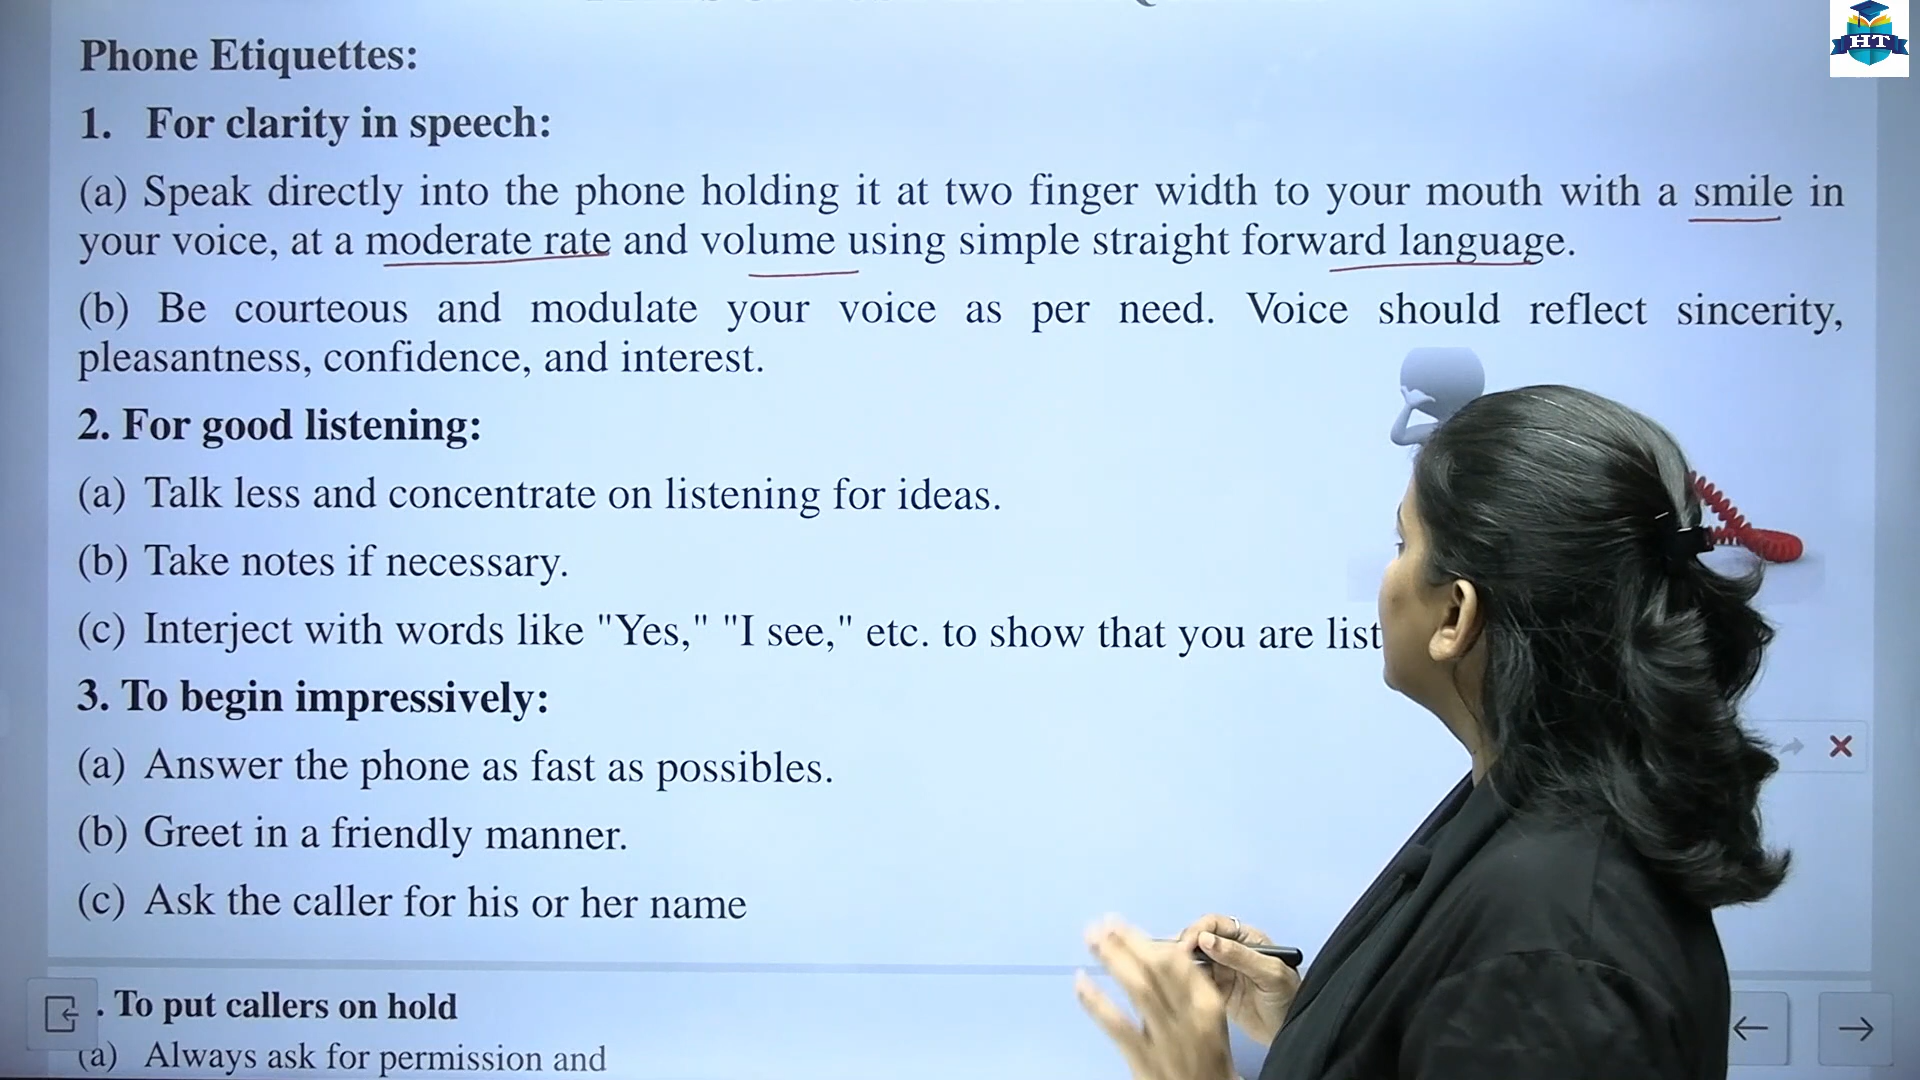 Phone Etiquettes:
1. For clarity in speech:
(a) Speak directly into the phone holding it at two finger width to your mouth with a smile in
your voice, at a moderate rate and volume using simple straight forward language.
(b) Be courteous and modulate your voice as per need. Voice should reflect sincerity,
pleasantness, confidence, and interest.
2. For good listening:
(a) Talk less and concentrate on listening for ideas.
(b) Take notes if necessary.
(c) Interject with words like "Yes," "I see," etc. to show that you are list
3. To begin impressively:
(a) Answer the phone as fast as possibles.
(b) Greet in a friendly manner.
(c) Ask the caller for his or her name
. To put callers on hold
(a) Always ask for permission and
HT